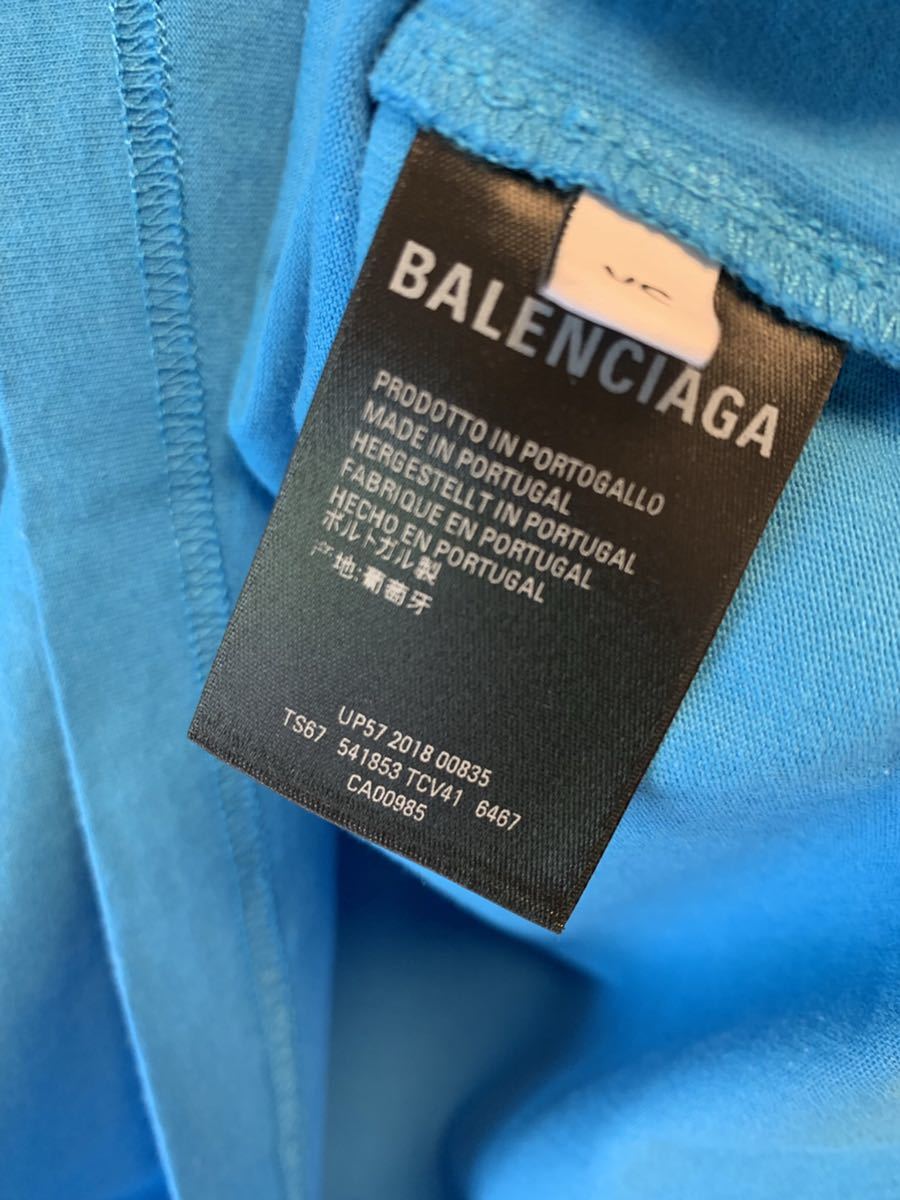 VC
BALENCIAGA
PRODOTTO IN PORTOGALLO
MADE IN PORTUGAL
HERGESTELLT IN PORTUGAL
FABRIQUE EN PORTUGAL
HECHO EN PORTUGAL
ポルトガル製
产地:葡萄牙
UP57 2018 00835
TS67 541853 TCV41 6467
CA00985